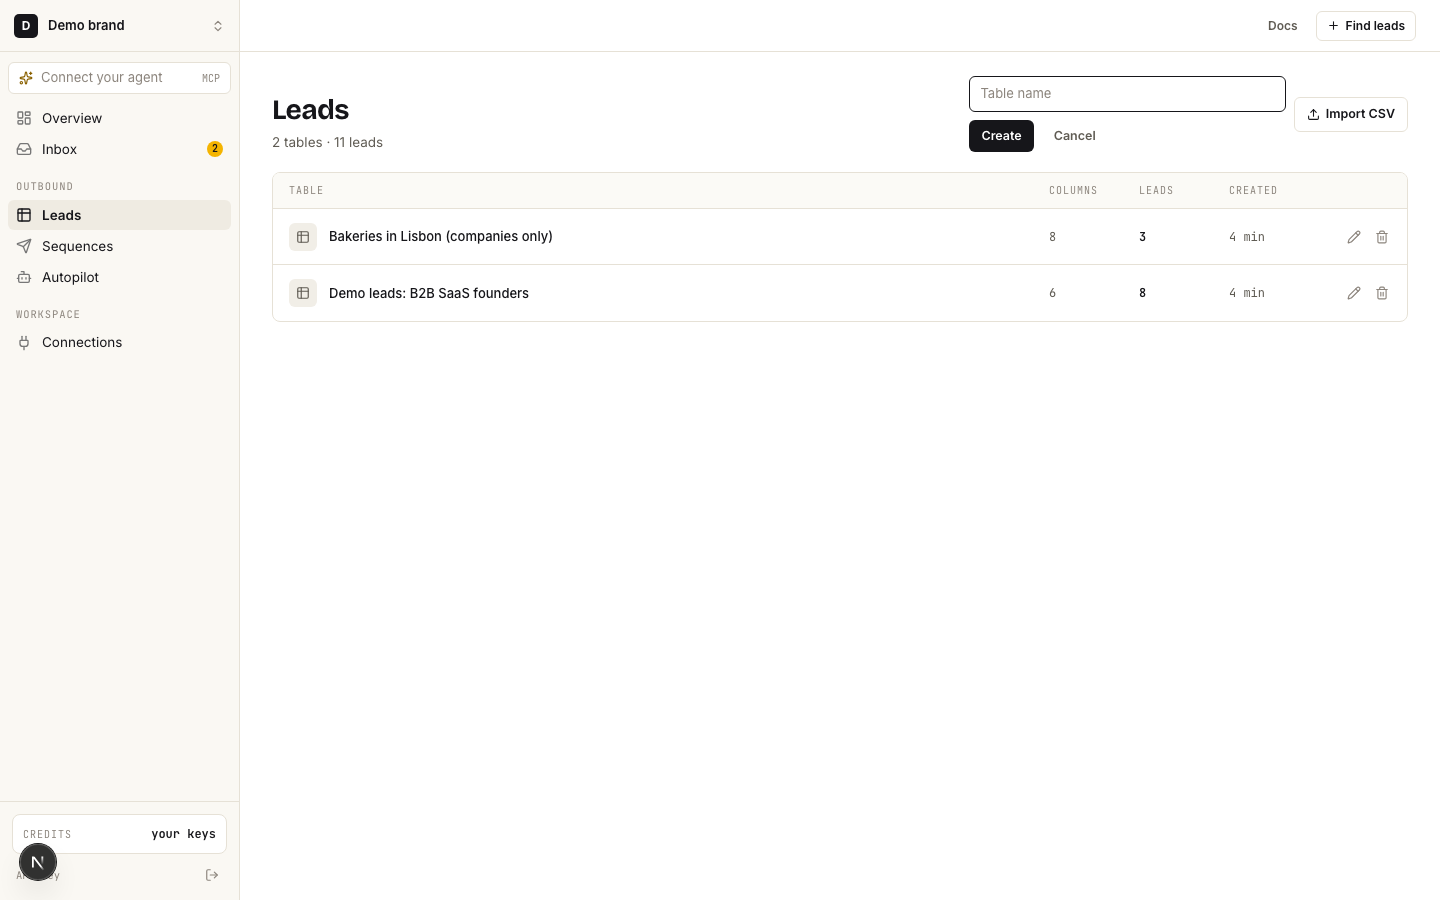 D Demo brand
Docs
Find leads
Connect your agent MCP
Overview
Inbox 2
OUTBOUND
Leads
Sequences
Autopilot
WORKSPACE
Connections
Leads
2 tables · 11 leads
Table name
Create Cancel
Import CSV
TABLE COLUMNS LEADS CREATED
Bakeries in Lisbon (companies only) 8 3 4 min
Demo leads: B2B SaaS founders 6 8 4 min
CREDITS your keys
N